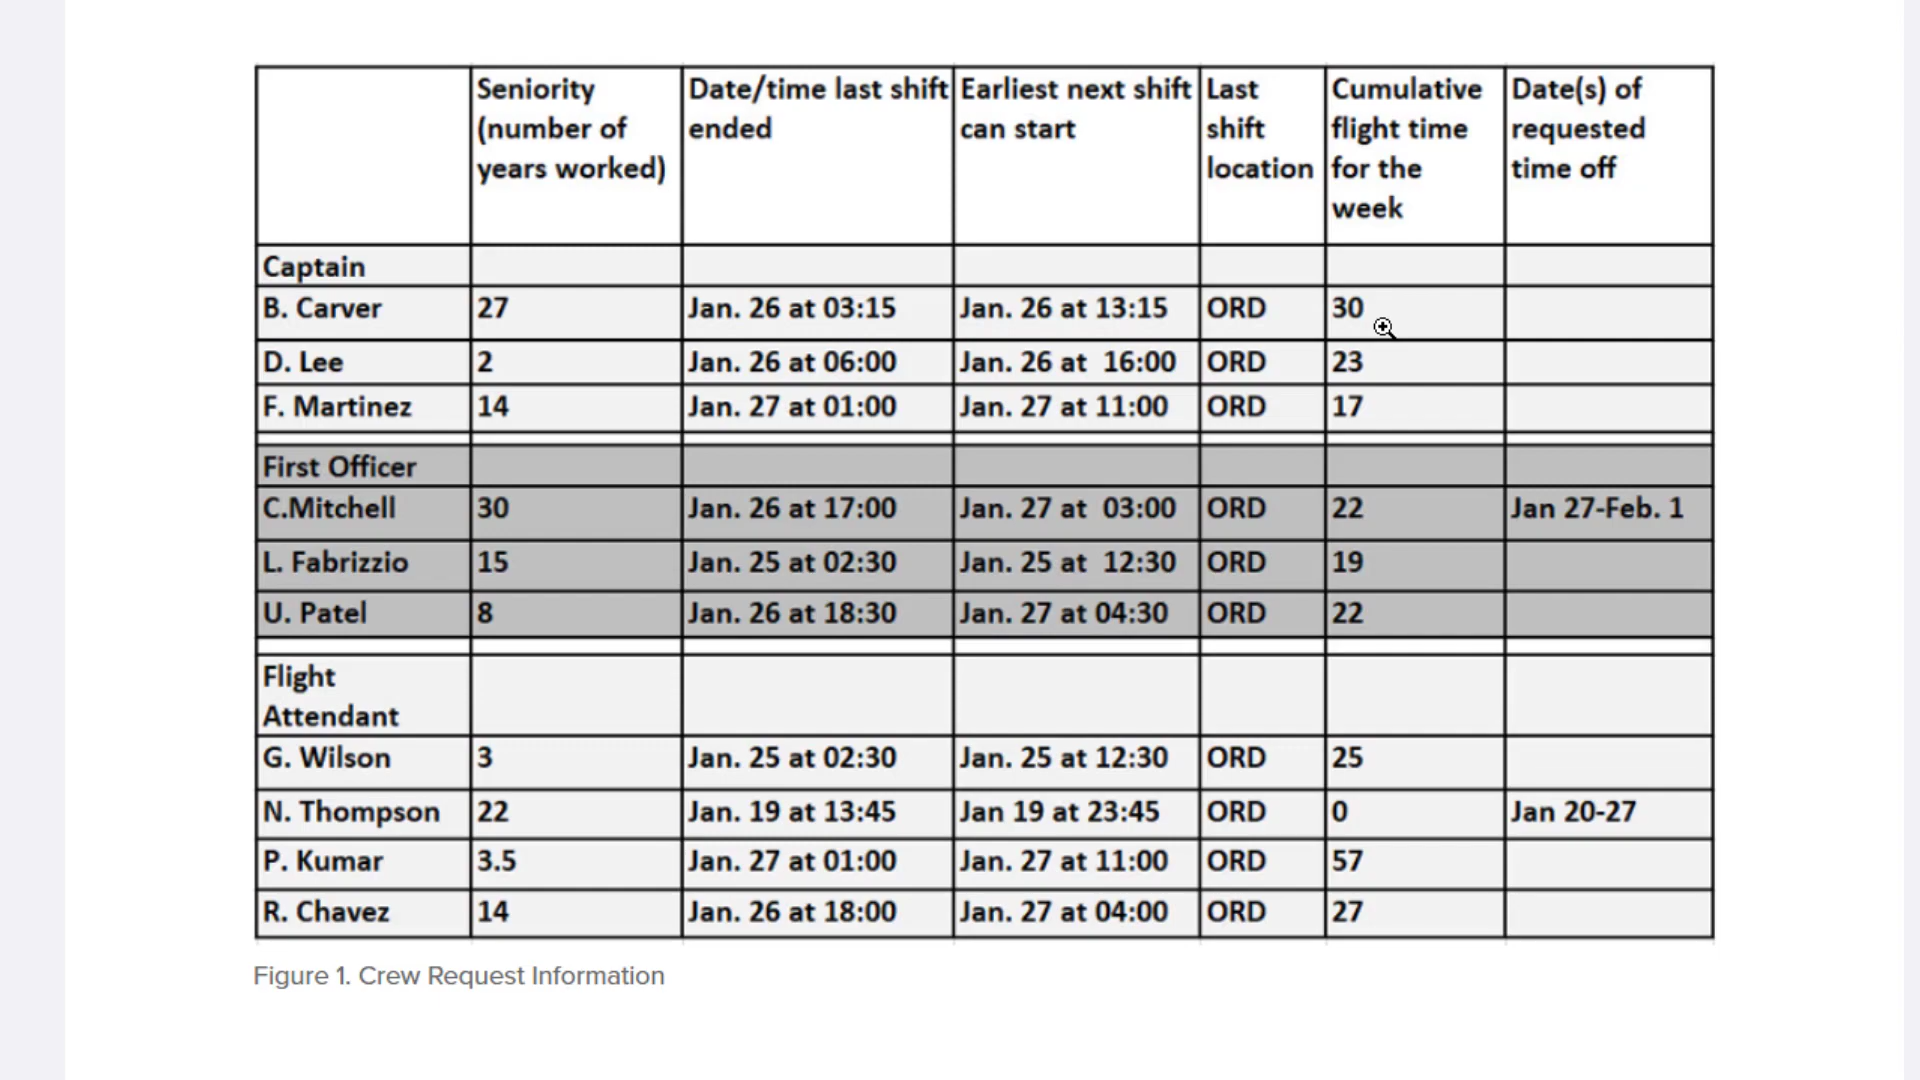 Seniority (number of years worked) Date/time last shift ended Earliest next shift can start Last shift location Cumulative flight time for the week Date(s) of requested time off
Captain
B. Carver 27 Jan. 26 at 03:15 Jan. 26 at 13:15 ORD 30
D. Lee 2 Jan. 26 at 06:00 Jan. 26 at 16:00 ORD 23
F. Martinez 14 Jan. 27 at 01:00 Jan. 27 at 11:00 ORD 17
First Officer
C.Mitchell 30 Jan. 26 at 17:00 Jan. 27 at 03:00 ORD 22 Jan 27-Feb. 1
L. Fabrizzio 15 Jan. 25 at 02:30 Jan. 25 at 12:30 ORD 19
U. Patel 8 Jan. 26 at 18:30 Jan. 27 at 04:30 ORD 22
Flight Attendant
G. Wilson 3 Jan. 25 at 02:30 Jan. 25 at 12:30 ORD 25
N. Thompson 22 Jan. 19 at 13:45 Jan 19 at 23:45 ORD 0 Jan 20-27
P. Kumar 3.5 Jan. 27 at 01:00 Jan. 27 at 11:00 ORD 57
R. Chavez 14 Jan. 26 at 18:00 Jan. 27 at 04:00 ORD 27
Figure 1. Crew Request Information